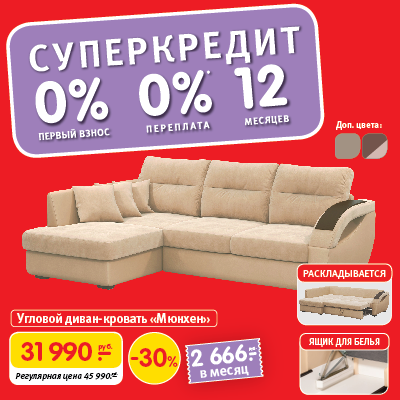 СУПЕРКРЕДИТ
0% 0%* 12
ПЕРВЫЙ ВЗНОС ПЕРЕПЛАТА МЕСЯЦЕВ
Доп. цвета:
РАСКЛАДЫВАЕТСЯ
Угловой диван-кровать «Мюнхен»
ЯЩИК ДЛЯ БЕЛЬЯ
31 990.- руб.
-30%
2 666.- руб.
в месяц
Регулярная цена 45 990.-